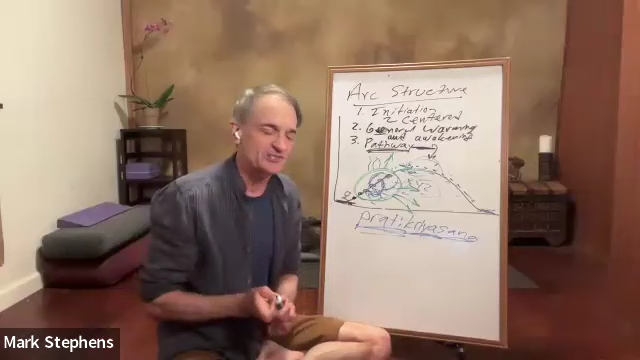 Arc Structure
1. Initiation
2 Centered
2. General Warming
and awakening
3. Pathway
Pratikriyasana
Mark Stephens